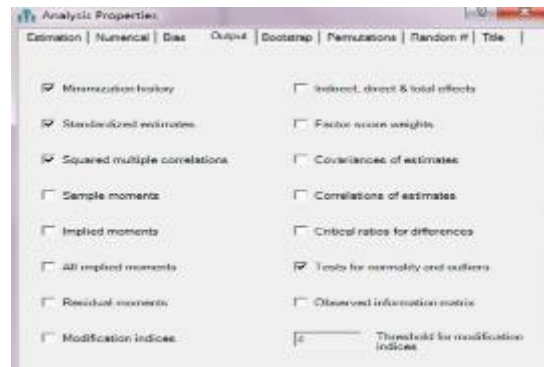 Analysis Properties
Estimation | Numerical | Bias | Output | Bootstrap | Permutations | Random # | Title
Minimization history
Indirect, direct & total effects
Standardized estimates
Factor score weights
Squared multiple correlations
Covariances of estimates
Sample moments
Correlations of estimates
Implied moments
Critical ratios for differences
All implied moments
Tests for normality and outliers
Residual moments
Observed information matrix
Modification indices
4
Threshold for modification
indices